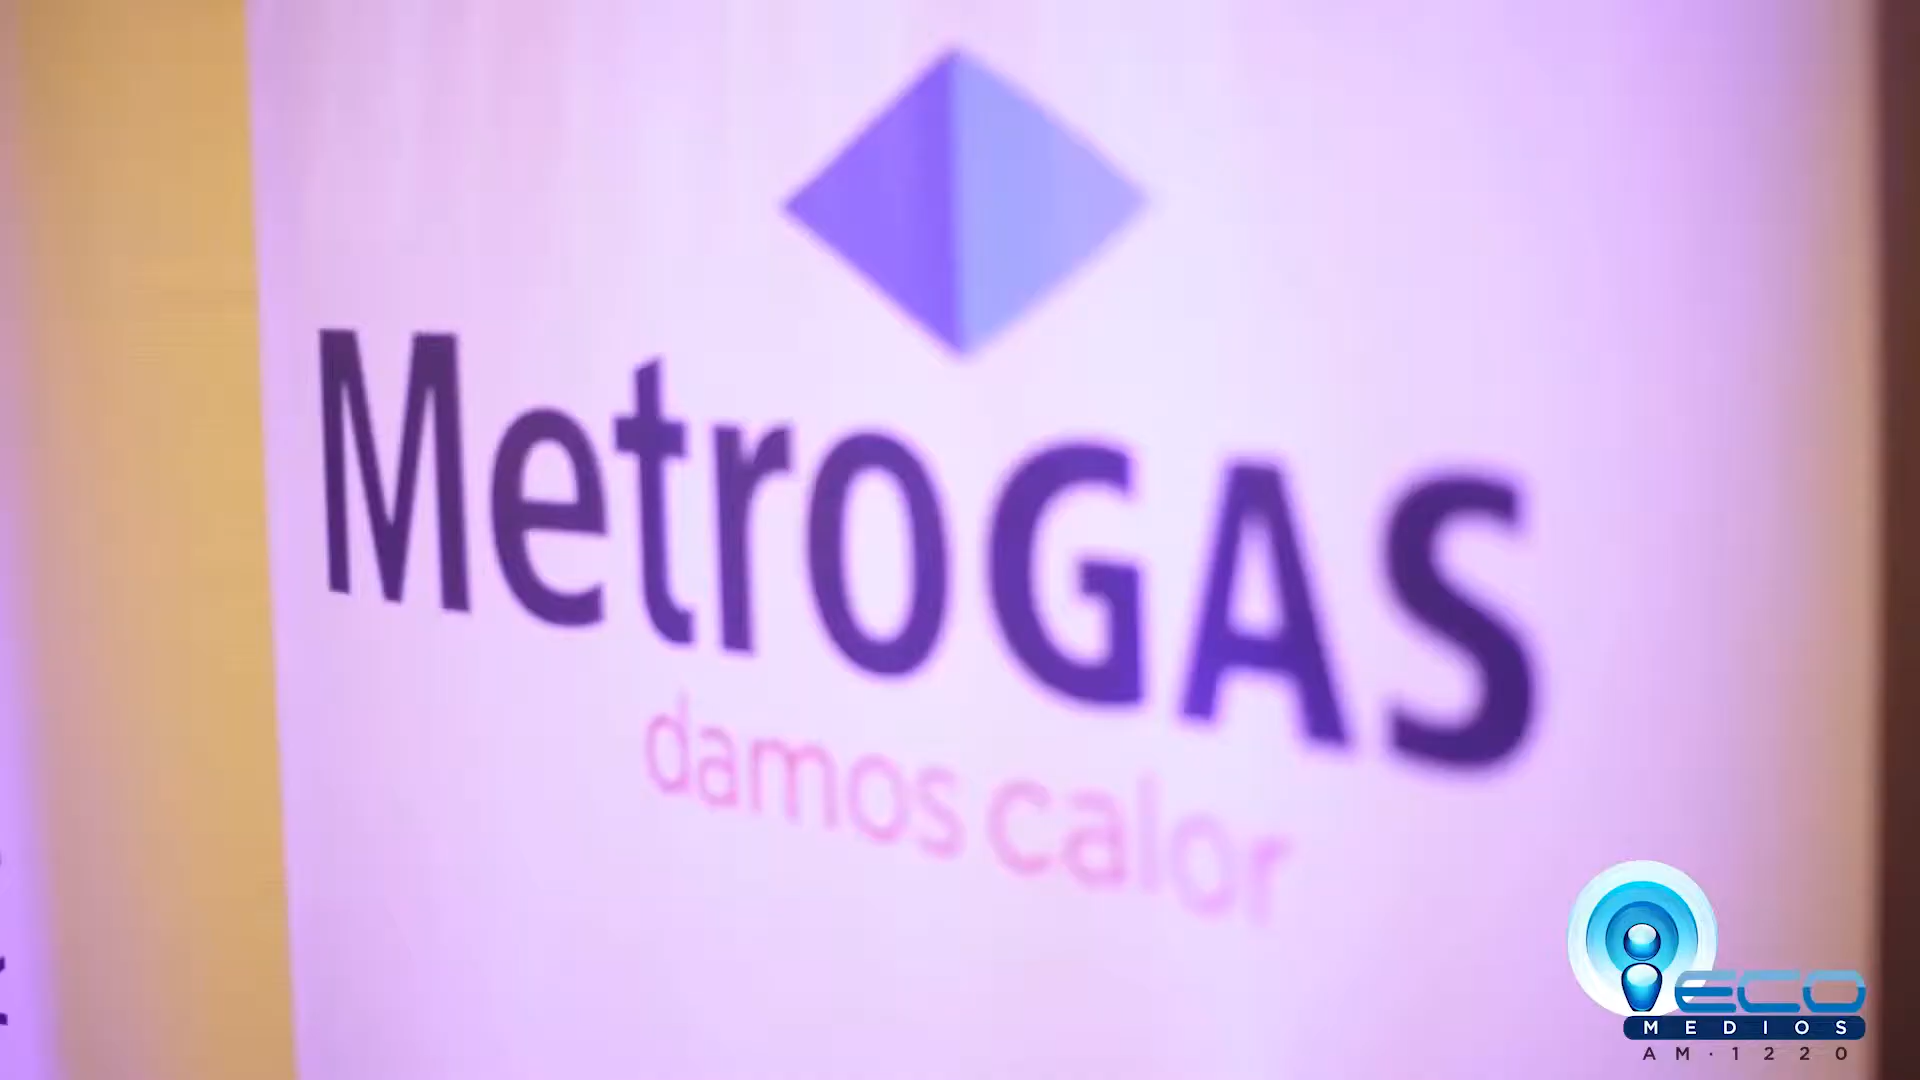 MetroGAS
damos calor
eco
MEDIOS
AM·1220